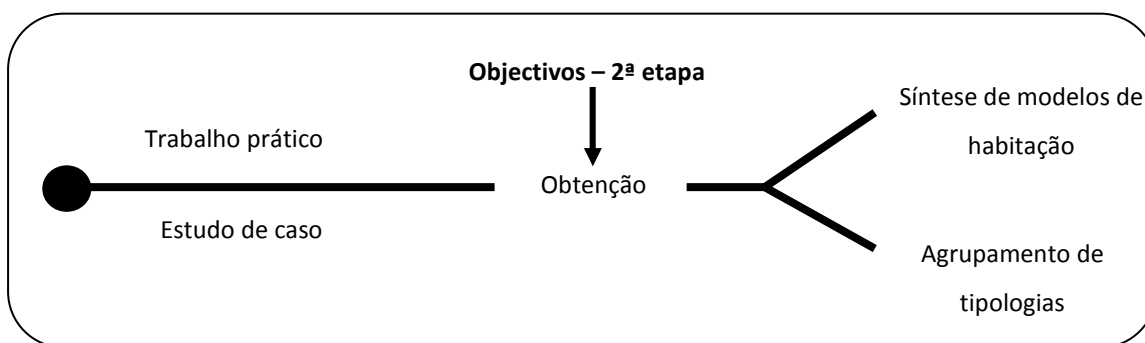 Objectivos – 2ª etapa
Trabalho prático
Estudo de caso
Obtenção
Síntese de modelos de
habitação
Agrupamento de
tipologias